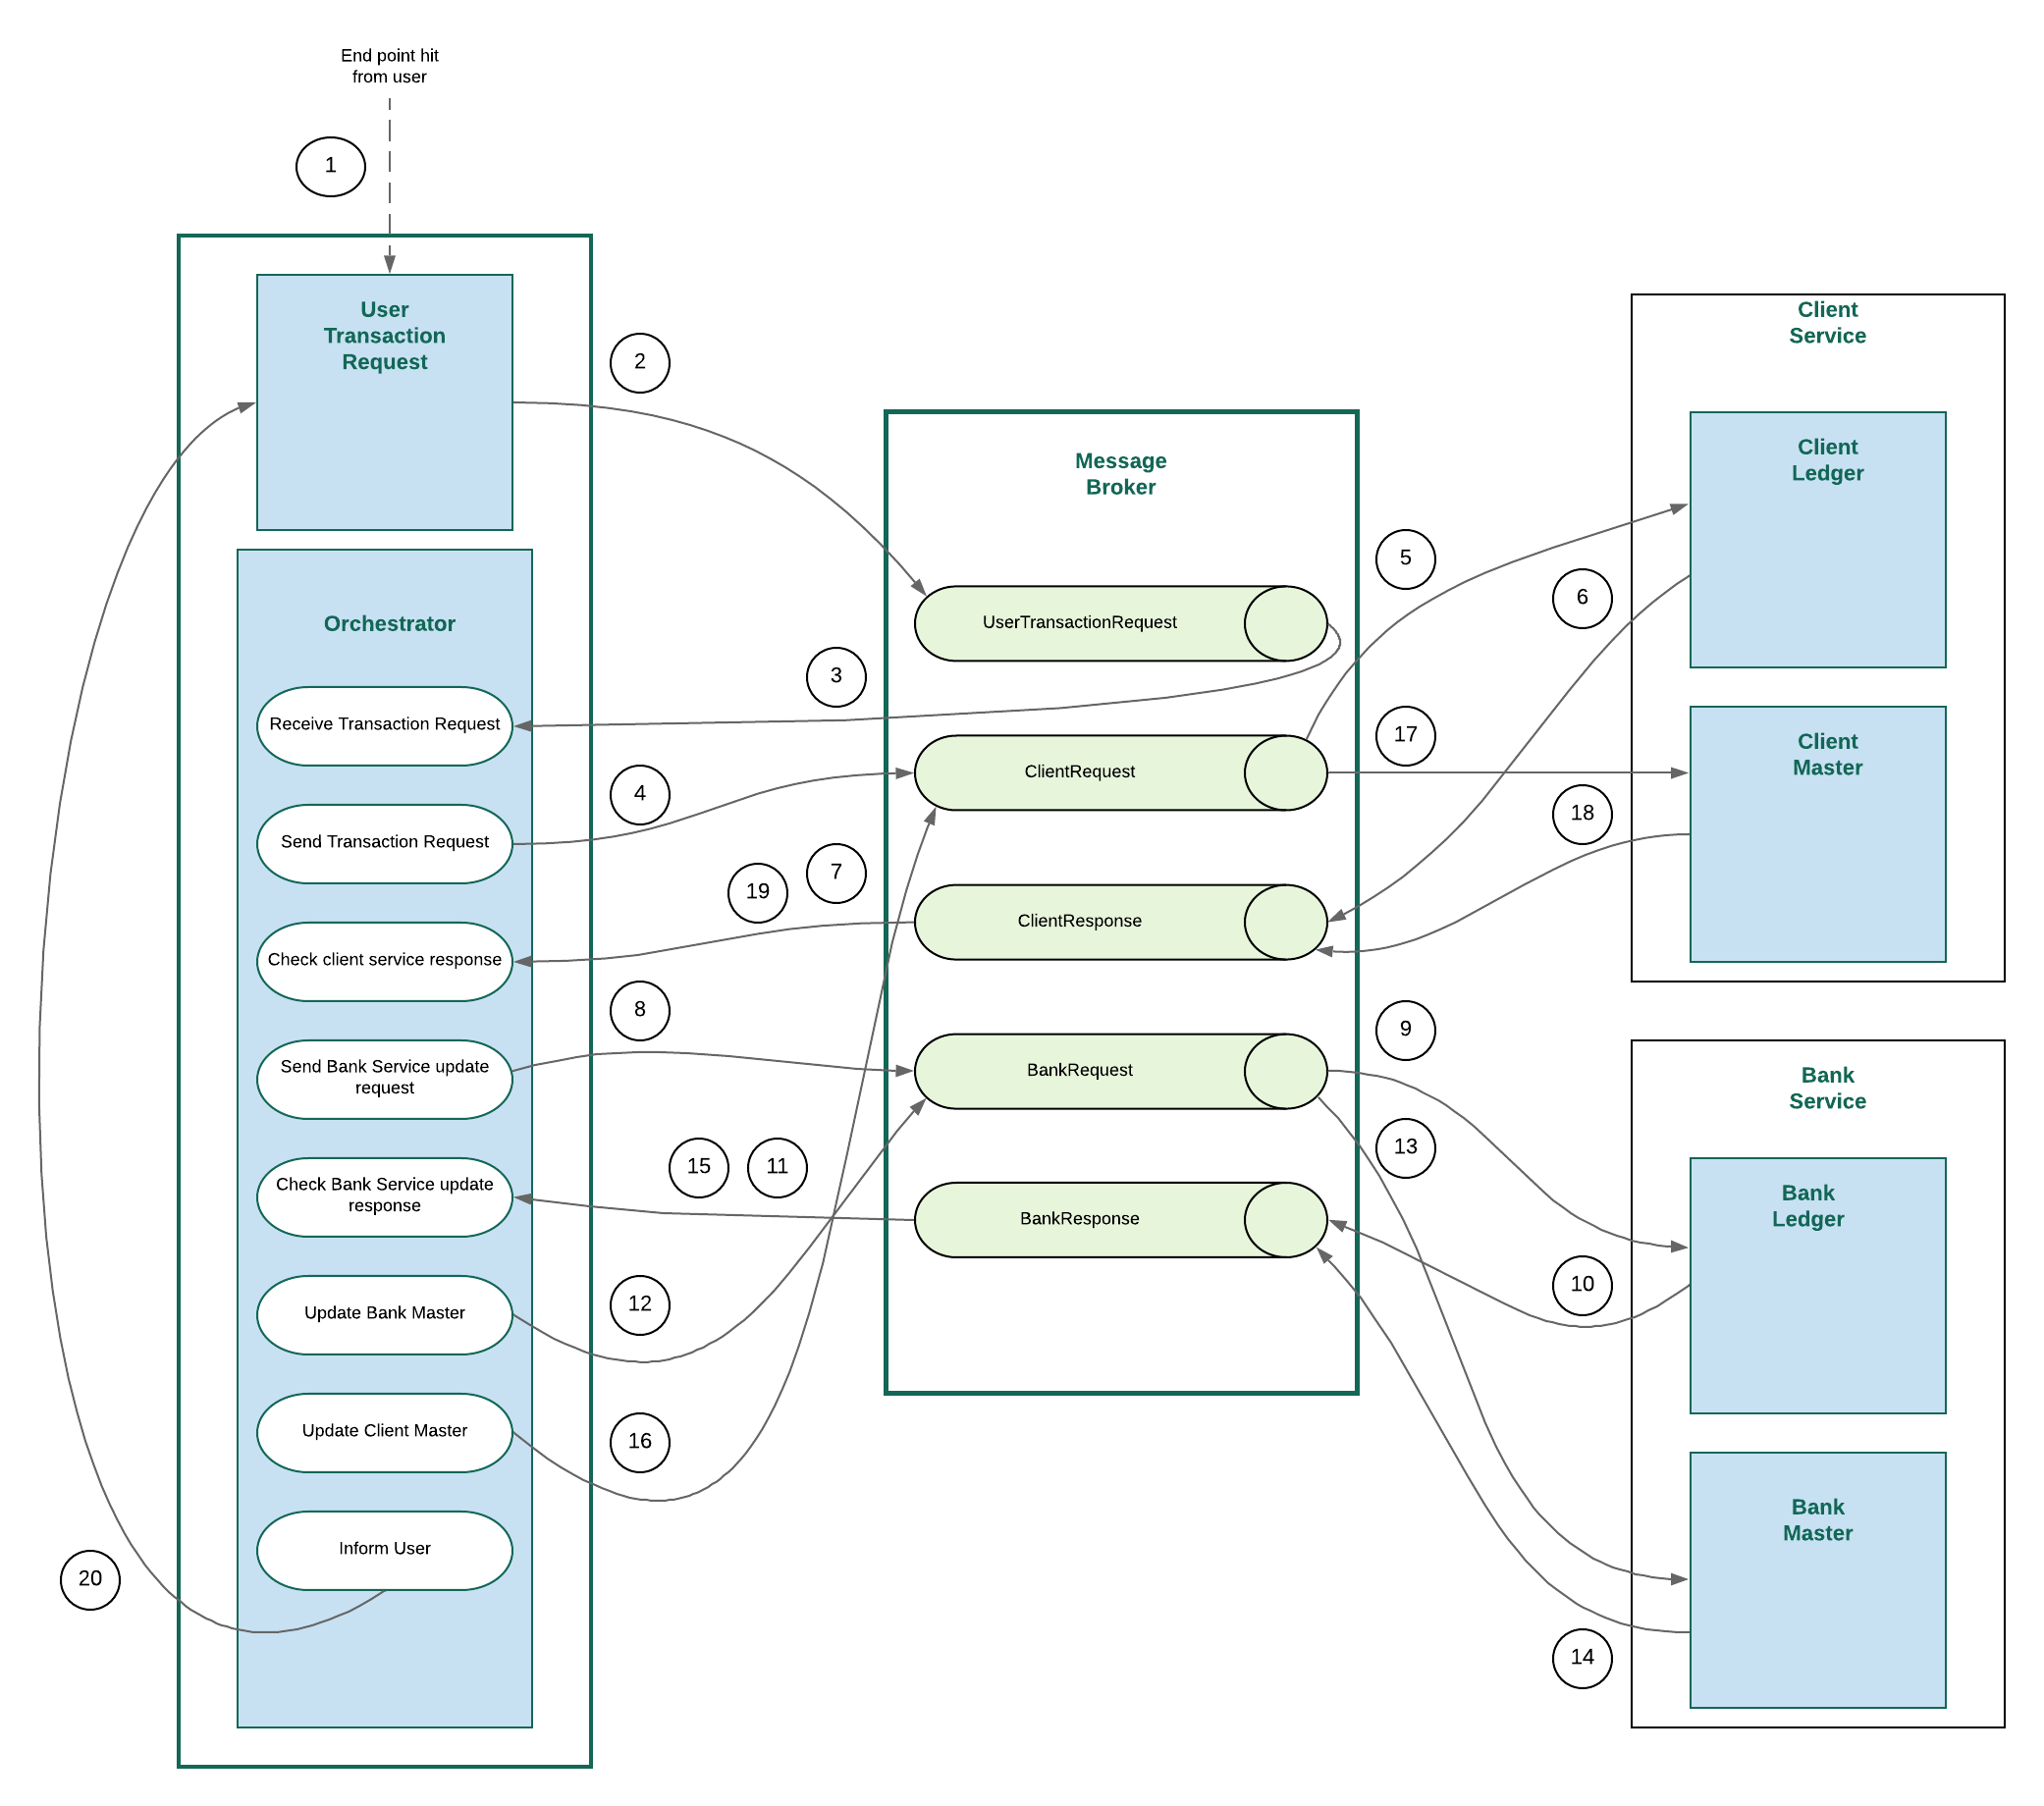 End point hit
from user
1
User
Transaction
Request
2
Orchestrator
Receive Transaction Request
Send Transaction Request
Check client service response
Send Bank Service update
request
Check Bank Service update
response
Update Bank Master
Update Client Master
Inform User
20
3
4
7
19
8
15
11
12
16
Message
Broker
UserTransactionRequest
ClientRequest
ClientResponse
BankRequest
BankResponse
5
6
17
18
9
13
10
14
Client
Service
Client
Ledger
Client
Master
Bank
Service
Bank
Ledger
Bank
Master